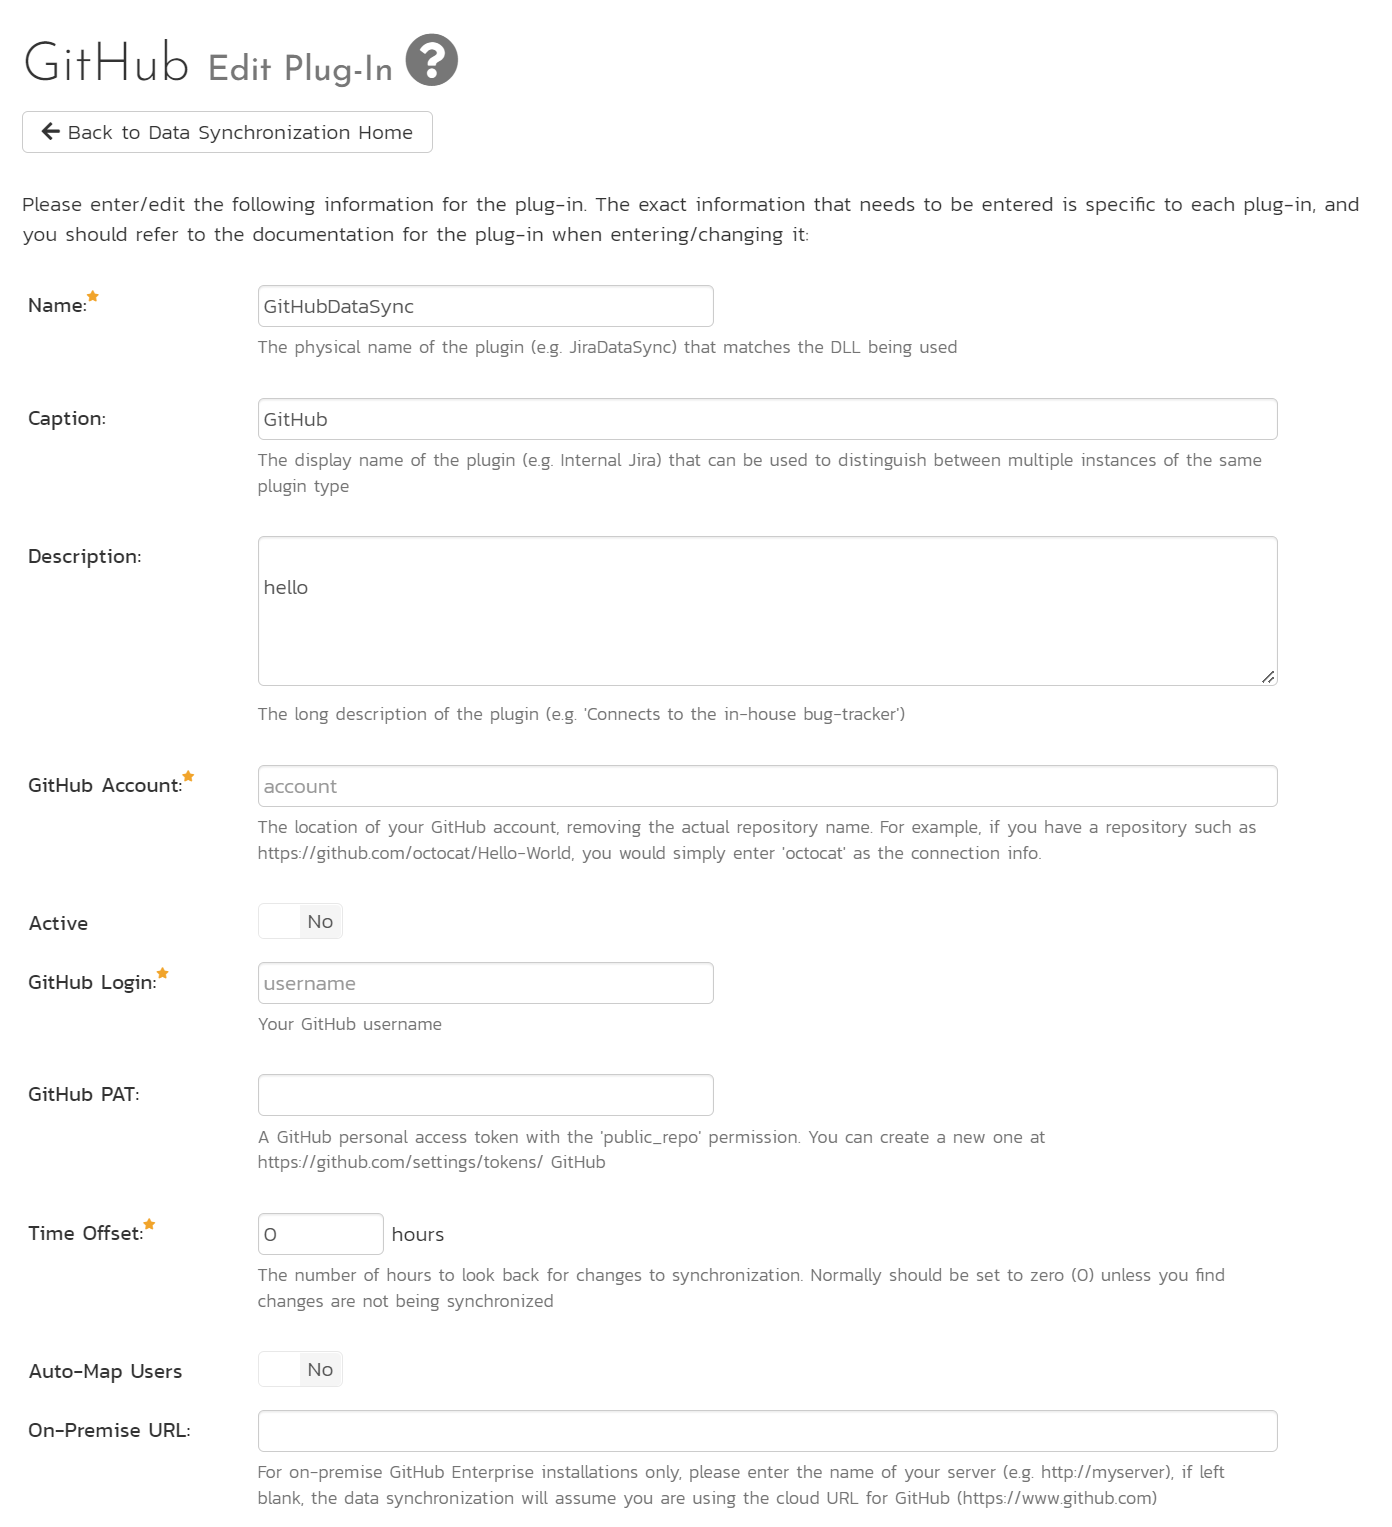 GitHub Edit Plug-In
Back to Data Synchronization Home
Please enter/edit the following information for the plug-in. The exact information that needs to be entered is specific to each plug-in, and
you should refer to the documentation for the plug-in when entering/changing it:
Name:
GitHubDataSync
The physical name of the plugin (e.g. JiraDataSync) that matches the DLL being used
Caption:
GitHub
The display name of the plugin (e.g. Internal Jira) that can be used to distinguish between multiple instances of the same
plugin type
Description:
hello
The long description of the plugin (e.g. 'Connects to the in-house bug-tracker')
GitHub Account:
account
The location of your GitHub account, removing the actual repository name. For example, if you have a repository such as
https://github.com/octocat/Hello-World, you would simply enter 'octocat' as the connection info.
Active
No
GitHub Login:
username
Your GitHub username
GitHub PAT:
A GitHub personal access token with the 'public_repo' permission. You can create a new one at
https://github.com/settings/tokens/ GitHub
Time Offset:
0 hours
The number of hours to look back for changes to synchronization. Normally should be set to zero (0) unless you find
changes are not being synchronized
Auto-Map Users
No
On-Premise URL:
For on-premise GitHub Enterprise installations only, please enter the name of your server (e.g. http://myserver), if left
blank, the data synchronization will assume you are using the cloud URL for GitHub (https://www.github.com)